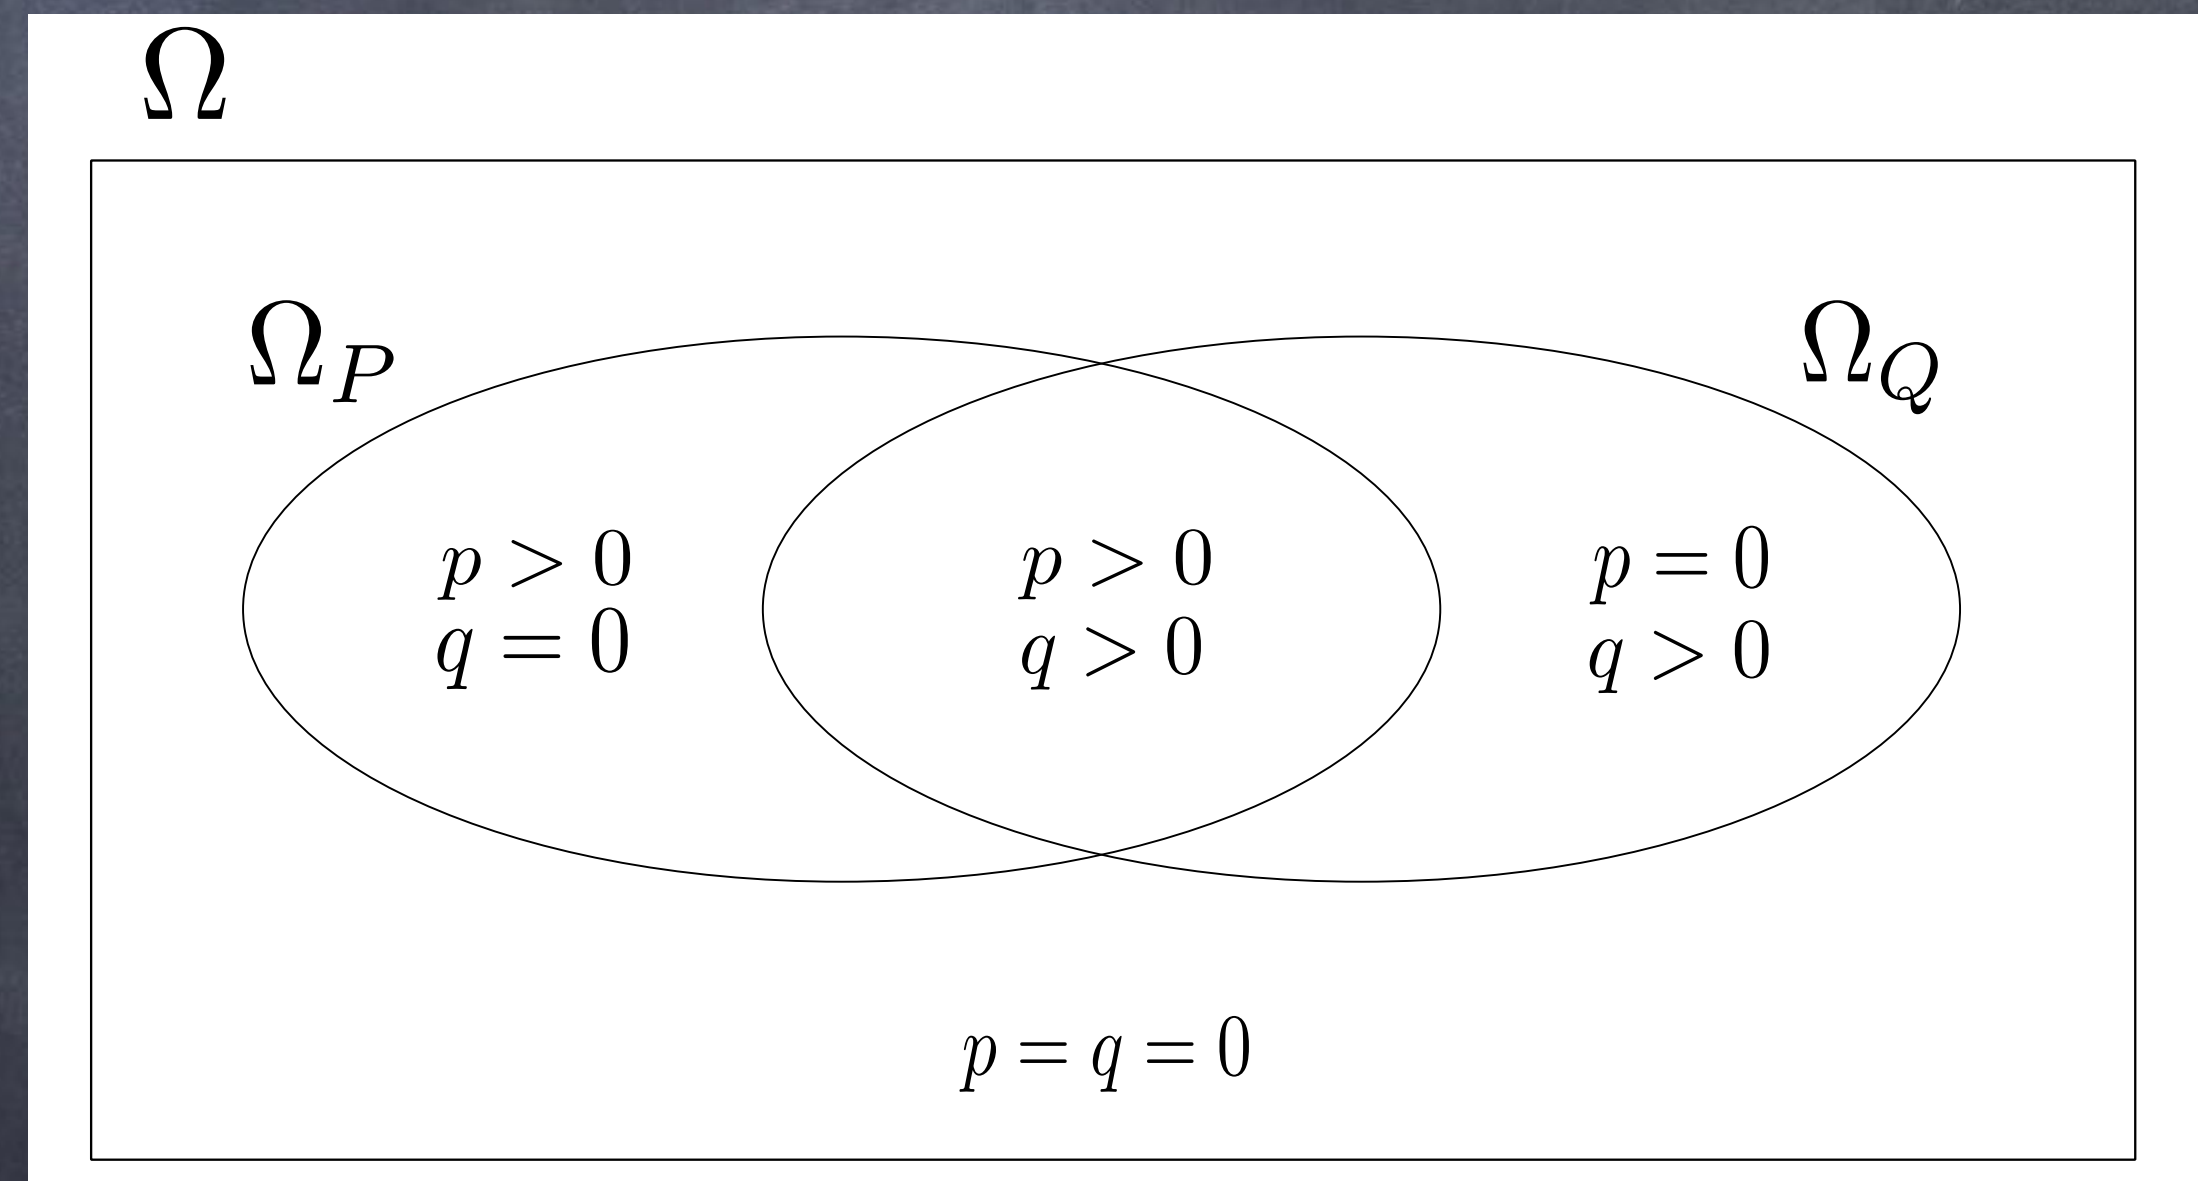 Ω
Ω_P
Ω_Q
p > 0
q = 0
p > 0
q > 0
p = 0
q > 0
p = q = 0